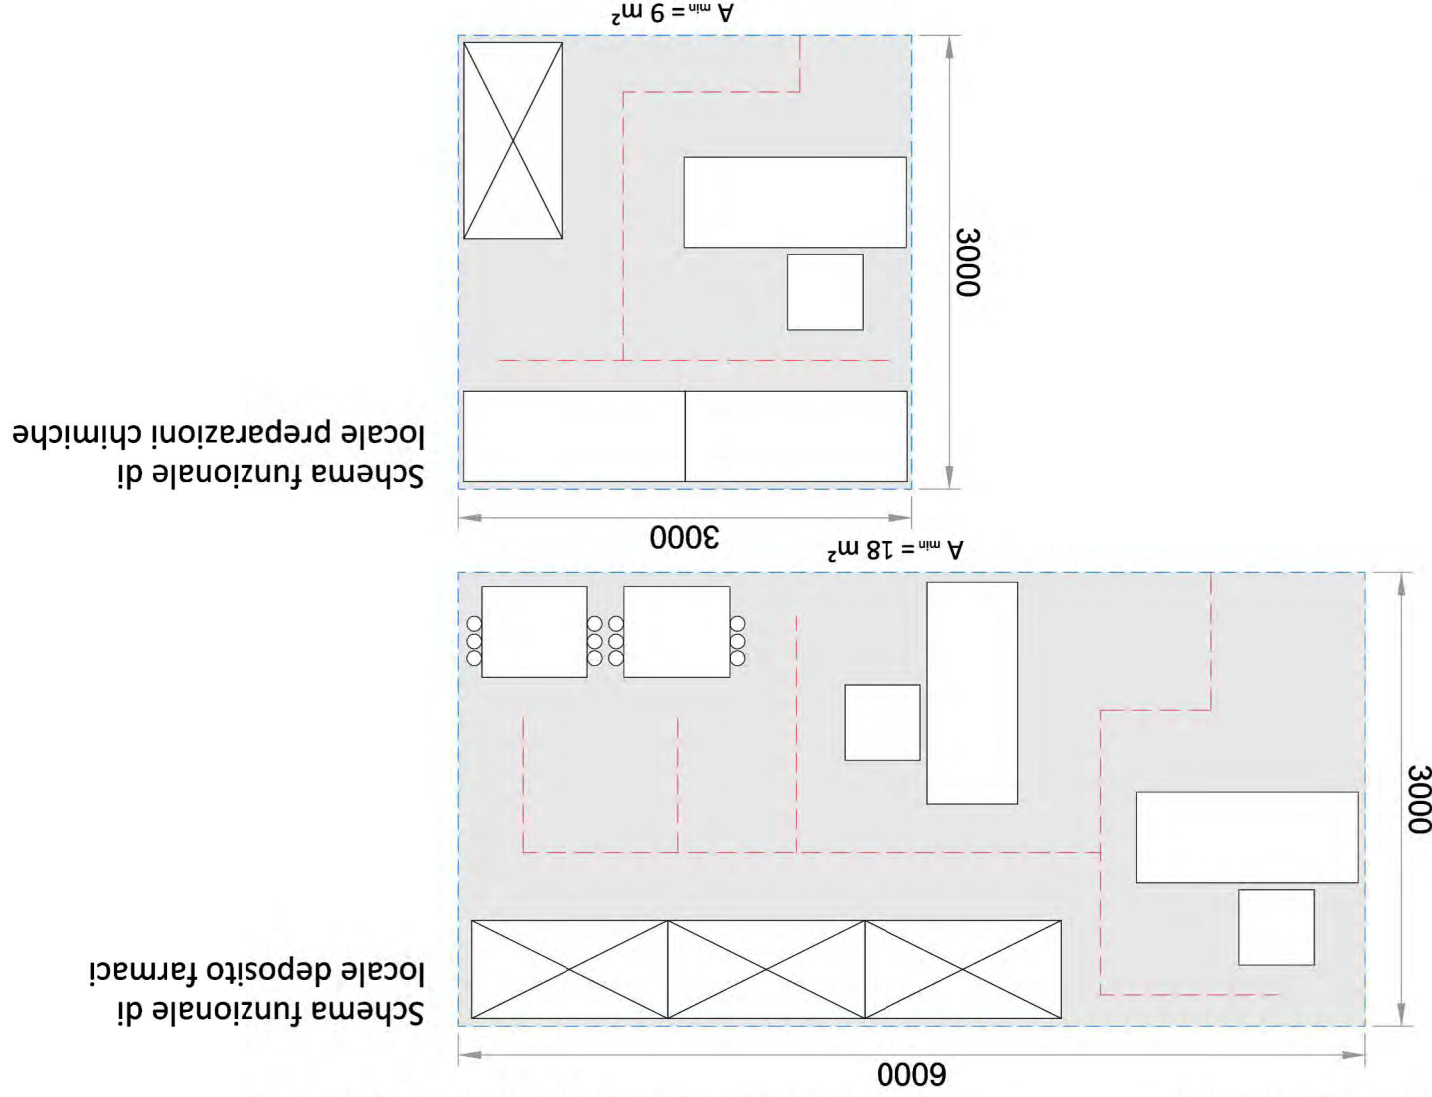 6000
Schema funzionale di
locale deposito farmaci
3000
A min = 18 m²
3000
Schema funzionale di
locale preparazioni chimiche
3000
A min = 9 m²